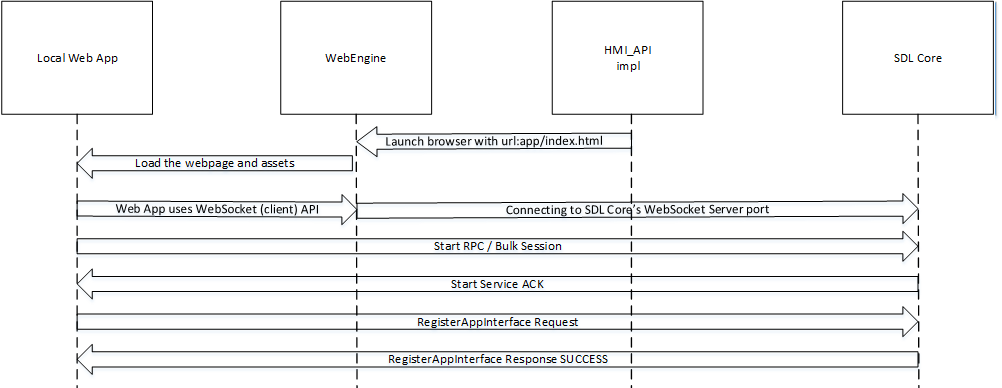 Local Web App
WebEngine
HMI_API
impl
SDL Core
Launch browser with url:app/index.html
Load the webpage and assets
Web App uses WebSocket (client) API
Connecting to SDL Core's WebSocket Server port
Start RPC / Bulk Session
Start Service ACK
RegisterAppInterface Request
RegisterAppInterface Response SUCCESS